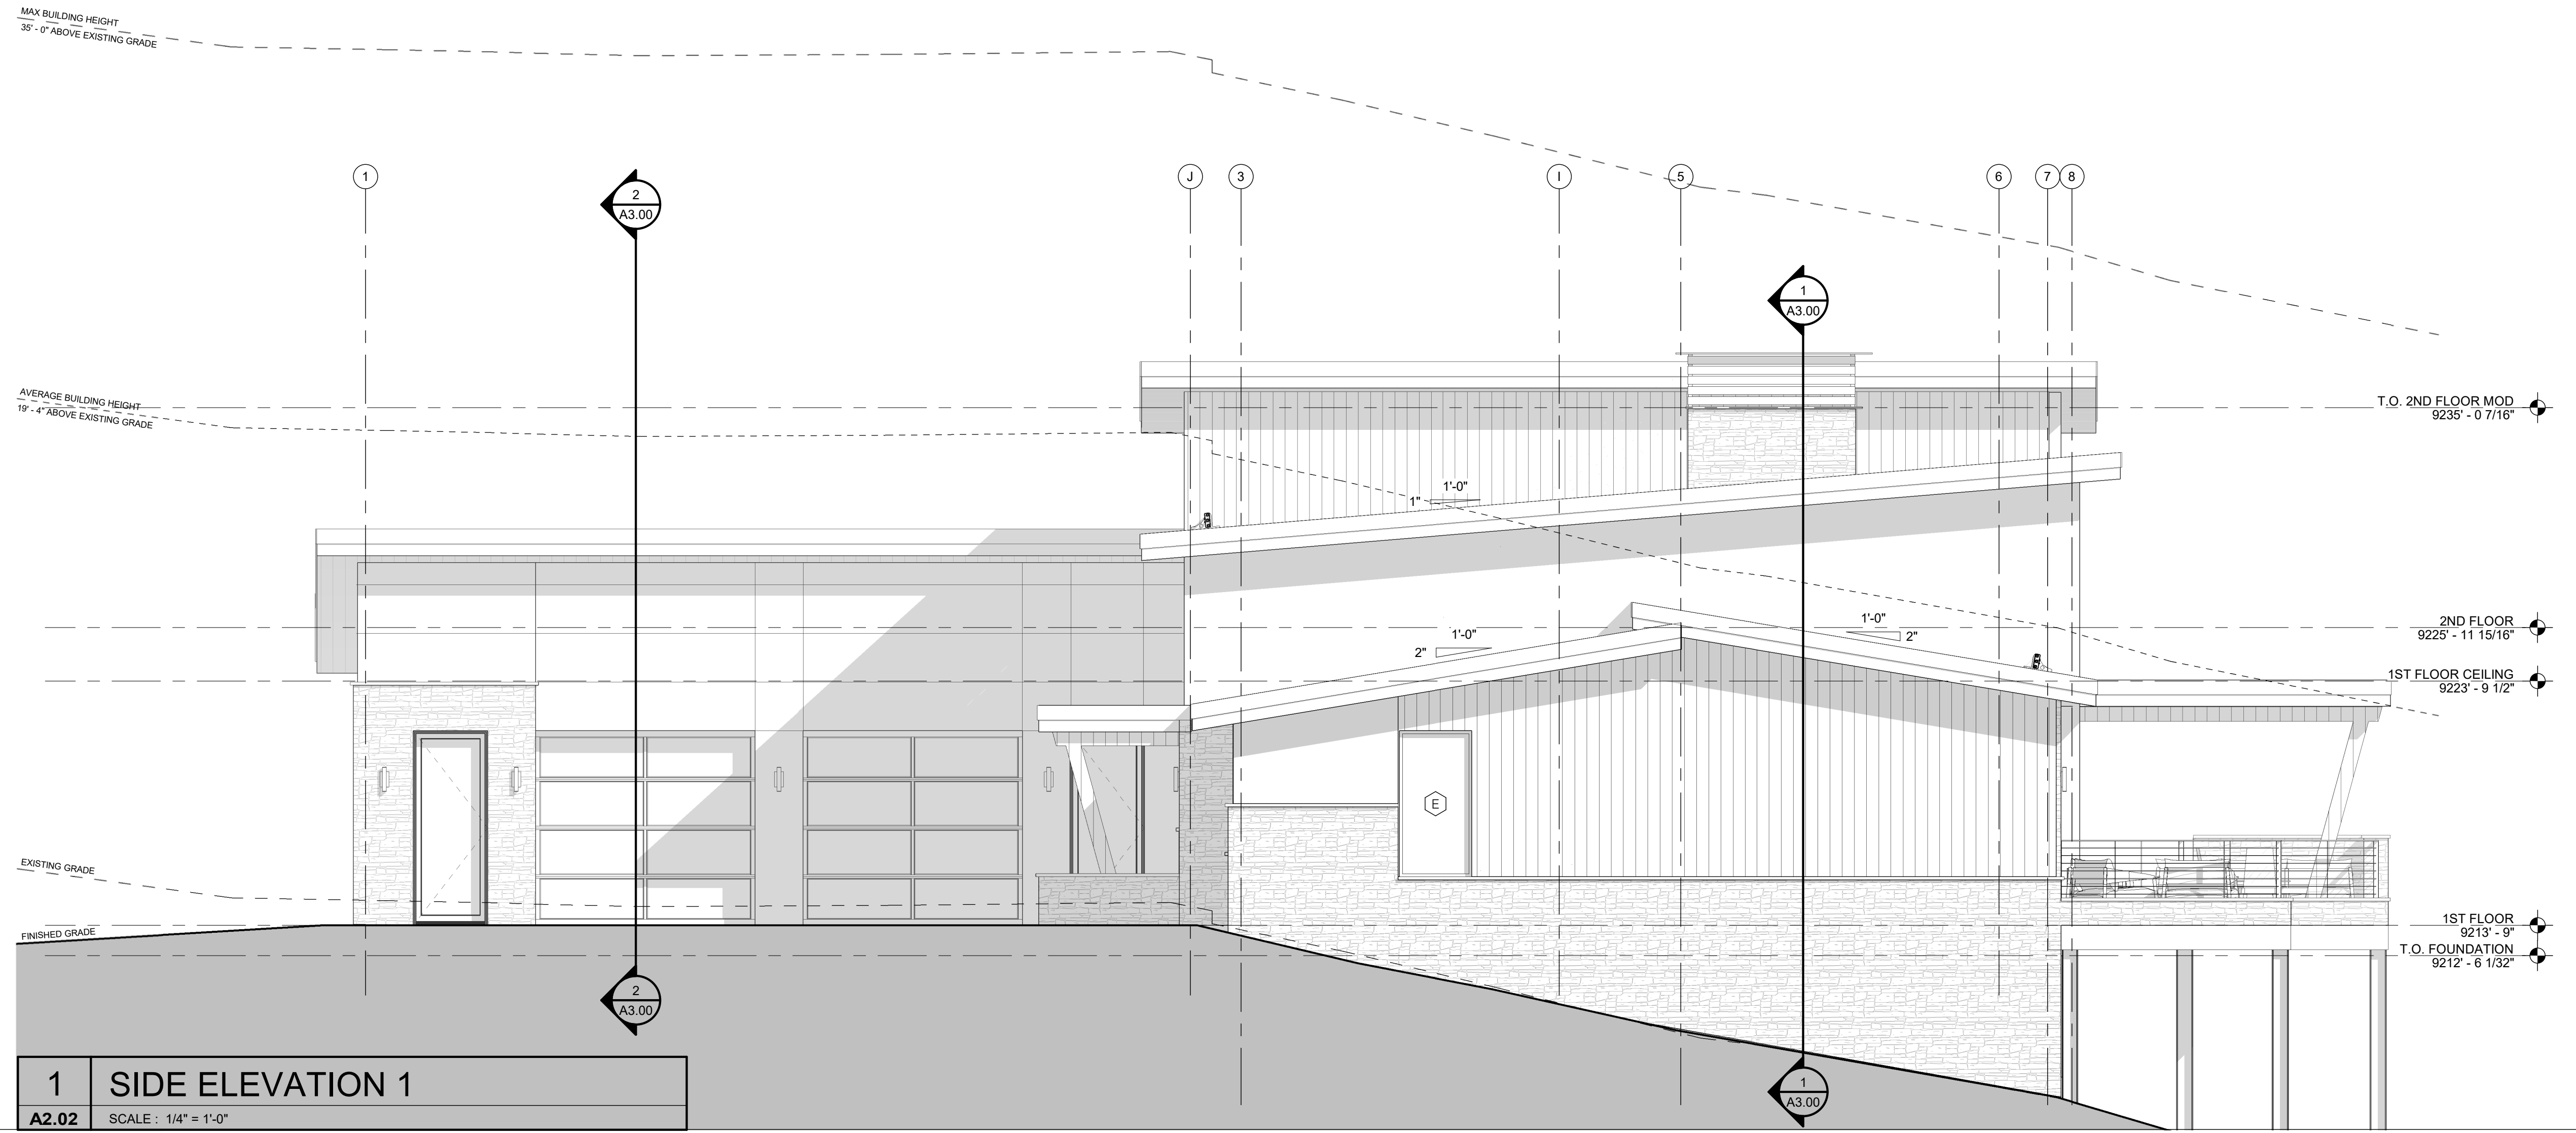 MAX BUILDING HEIGHT
35' - 0" ABOVE EXISTING GRADE
1
2
A3.00
J
3
I
5
6
7
8
1
A3.00
AVERAGE BUILDING HEIGHT
19' - 4" ABOVE EXISTING GRADE
T.O. 2ND FLOOR MOD
9235' - 0 7/16"
1'-0"
1"
2ND FLOOR
9225' - 11 15/16"
1'-0"
2"
1'-0"
2"
1ST FLOOR CEILING
9223' - 9 1/2"
E
EXISTING GRADE
FINISHED GRADE
1ST FLOOR
9213' - 9"
T.O. FOUNDATION
9212' - 6 1/32"
2
A3.00
1
A3.00
1
SIDE ELEVATION 1
A2.02
SCALE : 1/4" = 1'-0"